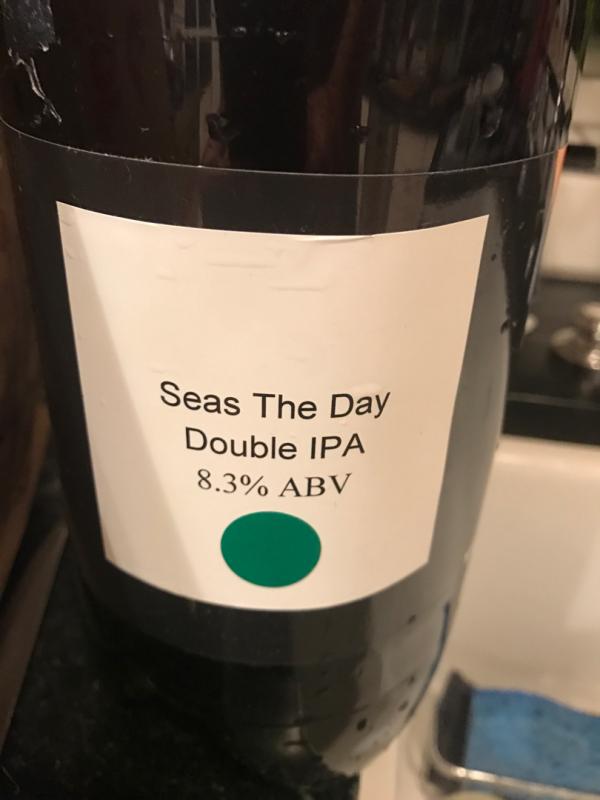 Seas The Day
Double IPA
8.3% ABV